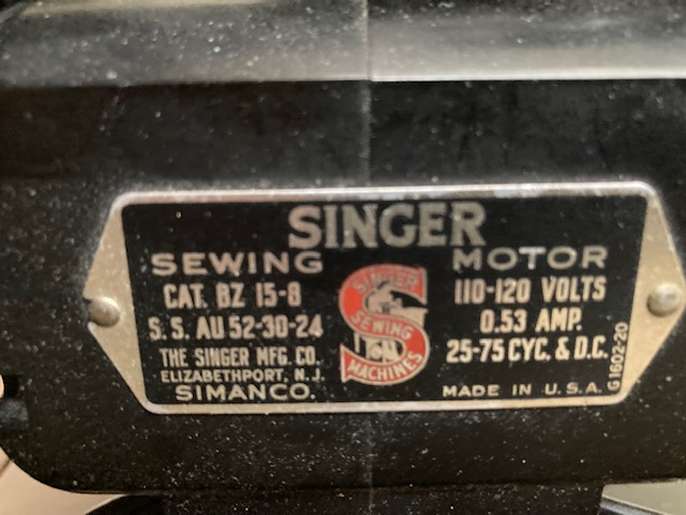 SINGER
SEWING MOTOR
CAT. BZ 15-8
S. S. AU 52-30-24
THE SINGER MFG. CO.
ELIZABETHPORT, N. J.
SIMANCO.
SINGER
SEWING
MACHINES
110-120 VOLTS
0.53 AMP.
25-75 CYC. & D.C.
MADE IN U.S.A.
G1602-20